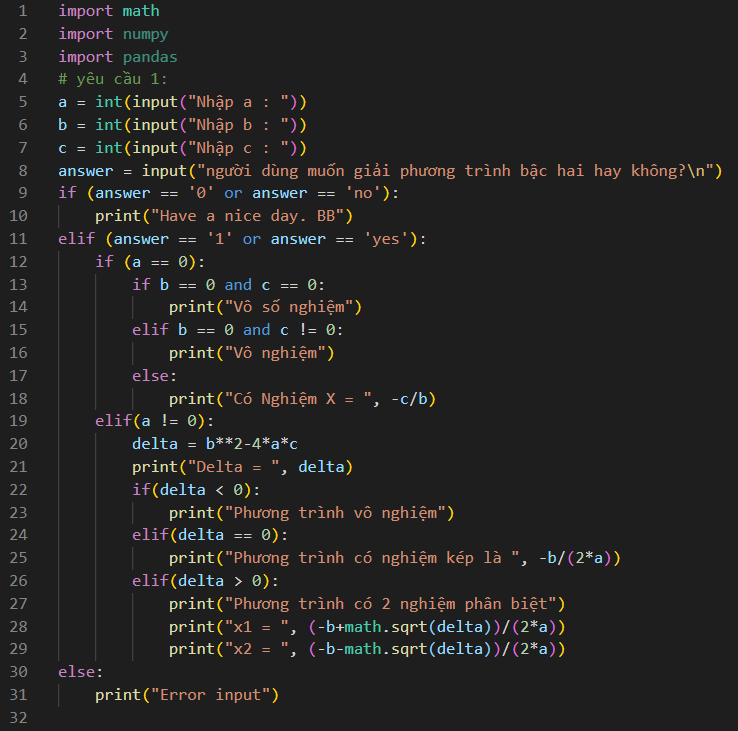 1 import math
2 import numpy
3 import pandas
4 # yêu cầu 1:
5 a = int(input("Nhập a : "))
6 b = int(input("Nhập b : "))
7 c = int(input("Nhập c : "))
8 answer = input("người dùng muốn giải phương trình bậc hai hay không?\n")
9 if (answer == '0' or answer == 'no'):
10     print("Have a nice day. BB")
11 elif (answer == '1' or answer == 'yes'):
12     if (a == 0):
13         if b == 0 and c == 0:
14             print("Vô số nghiệm")
15         elif b == 0 and c != 0:
16             print("Vô nghiệm")
17         else:
18             print("Có Nghiệm X = ", -c/b)
19     elif(a != 0):
20         delta = b**2-4*a*c
21         print("Delta = ", delta)
22         if(delta < 0):
23             print("Phương trình vô nghiệm")
24         elif(delta == 0):
25             print("Phương trình có nghiệm kép là ", -b/(2*a))
26         elif(delta > 0):
27             print("Phương trình có 2 nghiệm phân biệt")
28             print("x1 = ", (-b+math.sqrt(delta))/(2*a))
29             print("x2 = ", (-b-math.sqrt(delta))/(2*a))
30 else:
31     print("Error input")
32